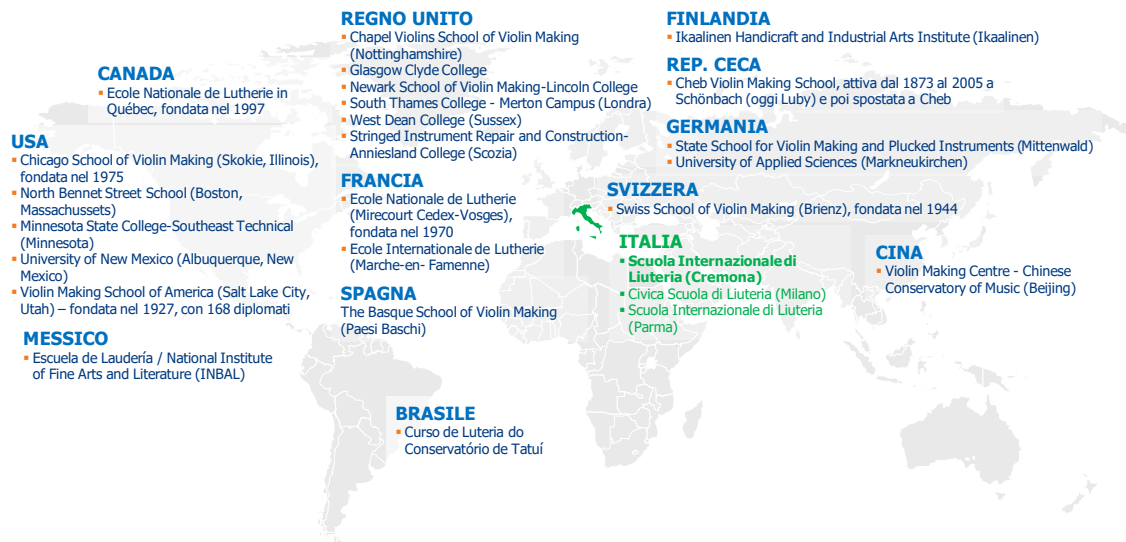 CANADA
▪ Ecole Nationale de Lutherie in
Québec, fondata nel 1997
USA
▪ Chicago School of Violin Making (Skokie, Illinois),
fondata nel 1975
▪ North Bennet Street School (Boston,
Massachussets)
▪ Minnesota State College-Southeast Technical
(Minnesota)
▪ University of New Mexico (Albuquerque, New
Mexico)
▪ Violin Making School of America (Salt Lake City,
Utah) – fondata nel 1927, con 168 diplomati
MESSICO
▪ Escuela de Laudería / National Institute
of Fine Arts and Literature (INBAL)
REGNO UNITO
▪ Chapel Violins School of Violin Making
(Nottinghamshire)
▪ Glasgow Clyde College
▪ Newark School of Violin Making-Lincoln College
▪ South Thames College - Merton Campus (Londra)
▪ West Dean College (Sussex)
▪ Stringed Instrument Repair and Construction-
Anniesland College (Scozia)
FRANCIA
▪ Ecole Nationale de Lutherie
(Mirecourt Cedex-Vosges),
fondata nel 1970
▪ Ecole Internationale de Lutherie
(Marche-en- Famenne)
SPAGNA
The Basque School of Violin Making
(Paesi Baschi)
BRASILE
▪ Curso de Luteria do
Conservatório de Tatuí
FINLANDIA
▪ Ikaalinen Handicraft and Industrial Arts Institute (Ikaalinen)
REP. CECA
▪ Cheb Violin Making School, attiva dal 1873 al 2005 a
Schönbach (oggi Luby) e poi spostata a Cheb
GERMANIA
▪ State School for Violin Making and Plucked Instruments (Mittenwald)
▪ University of Applied Sciences (Markneukirchen)
SVIZZERA
▪ Swiss School of Violin Making (Brienz), fondata nel 1944
ITALIA
▪ Scuola Internazionale di
Liuteria (Cremona)
▪ Civica Scuola di Liuteria (Milano)
▪ Scuola Internazionale di Liuteria
(Parma)
CINA
▪ Violin Making Centre - Chinese
Conservatory of Music (Beijing)